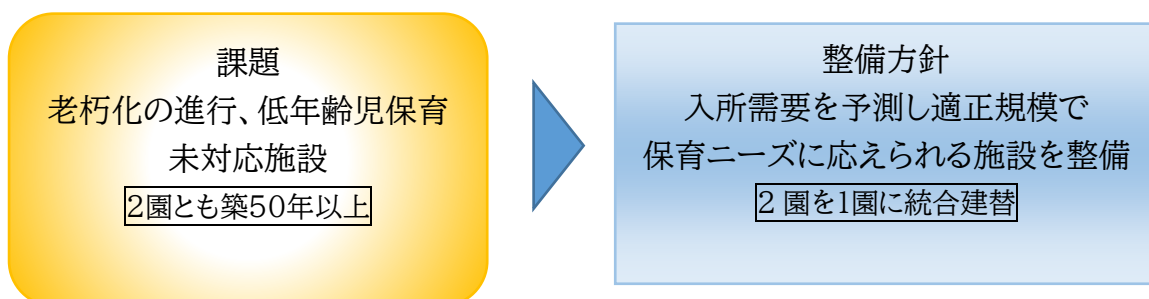 課題
老朽化の進行、低年齢児保育
未対応施設
2園とも築50年以上
整備方針
入所需要を予測し適正規模で
保育ニーズに応えられる施設を整備
2 園を1園に統合建替